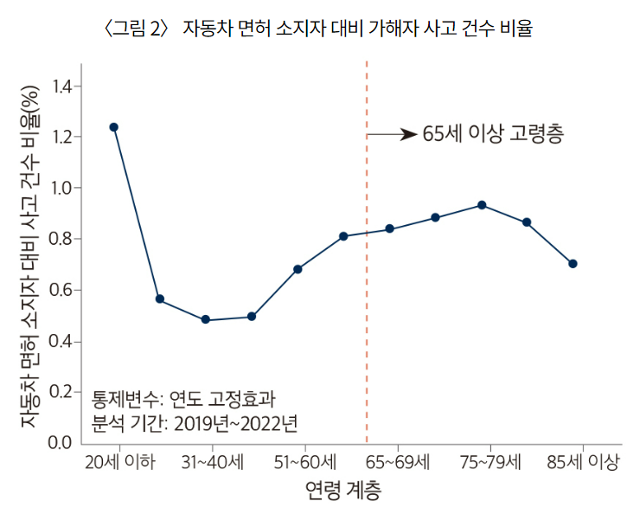 〈그림 2〉 자동차 면허 소지자 대비 가해자 사고 건수 비율
자동차 면허 소지자 대비 사고 건수 비율(%)
1.4
1.2
1.0
0.8
0.6
0.4
0.2
0.0
65세 이상 고령층
통제변수: 연도 고정효과
분석 기간: 2019년~2022년
20세 이하 31~40세 51~60세 65~69세 75~79세 85세 이상
연령 계층